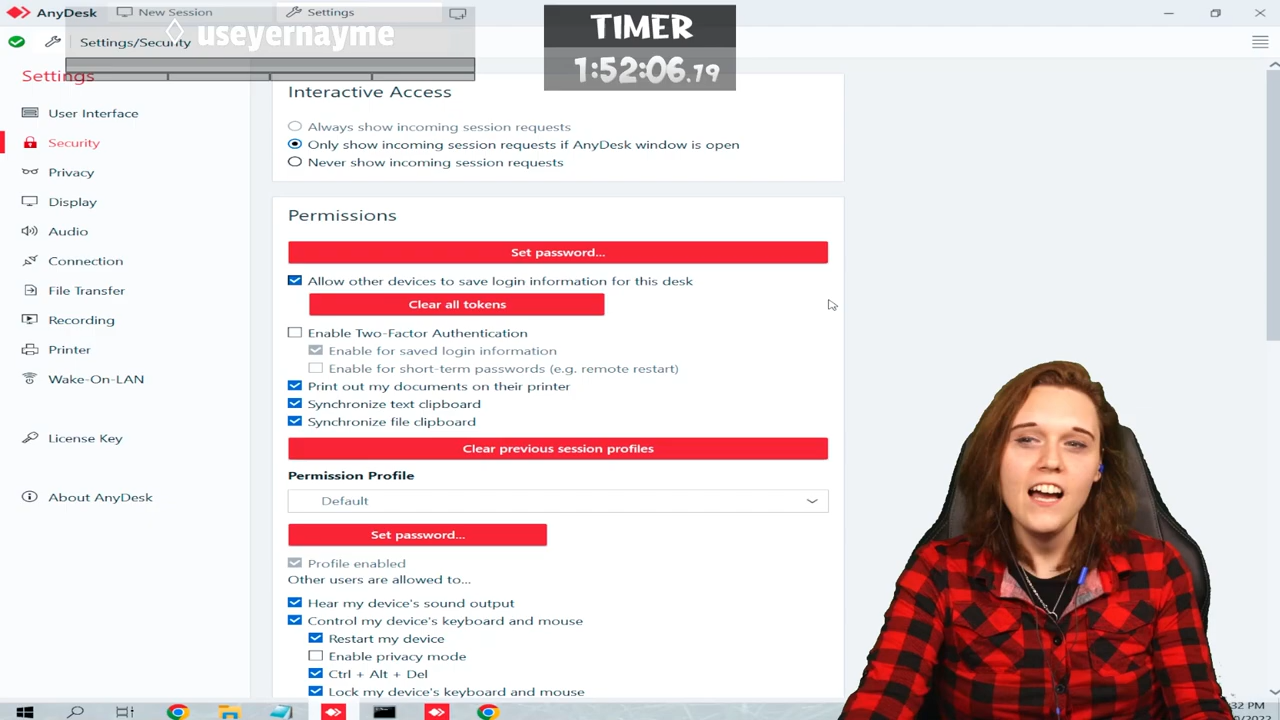 AnyDesk
New Session
Settings
useyernayme
TIMER
1:52:06.79
Settings/Security
Settings
User Interface
Security
Privacy
Display
Audio
Connection
File Transfer
Recording
Printer
Wake-On-LAN
License Key
About AnyDesk
Interactive Access
Always show incoming session requests
Only show incoming session requests if AnyDesk window is open
Never show incoming session requests
Permissions
Set password...
Allow other devices to save login information for this desk
Clear all tokens
Enable Two-Factor Authentication
Enable for saved login information
Enable for short-term passwords (e.g. remote restart)
Print out my documents on their printer
Synchronize text clipboard
Synchronize file clipboard
Clear previous session profiles
Permission Profile
Default
Set password...
Profile enabled
Other users are allowed to...
Hear my device's sound output
Control my device's keyboard and mouse
Restart my device
Enable privacy mode
Ctrl + Alt + Del
Lock my device's keyboard and mouse
:32 PM